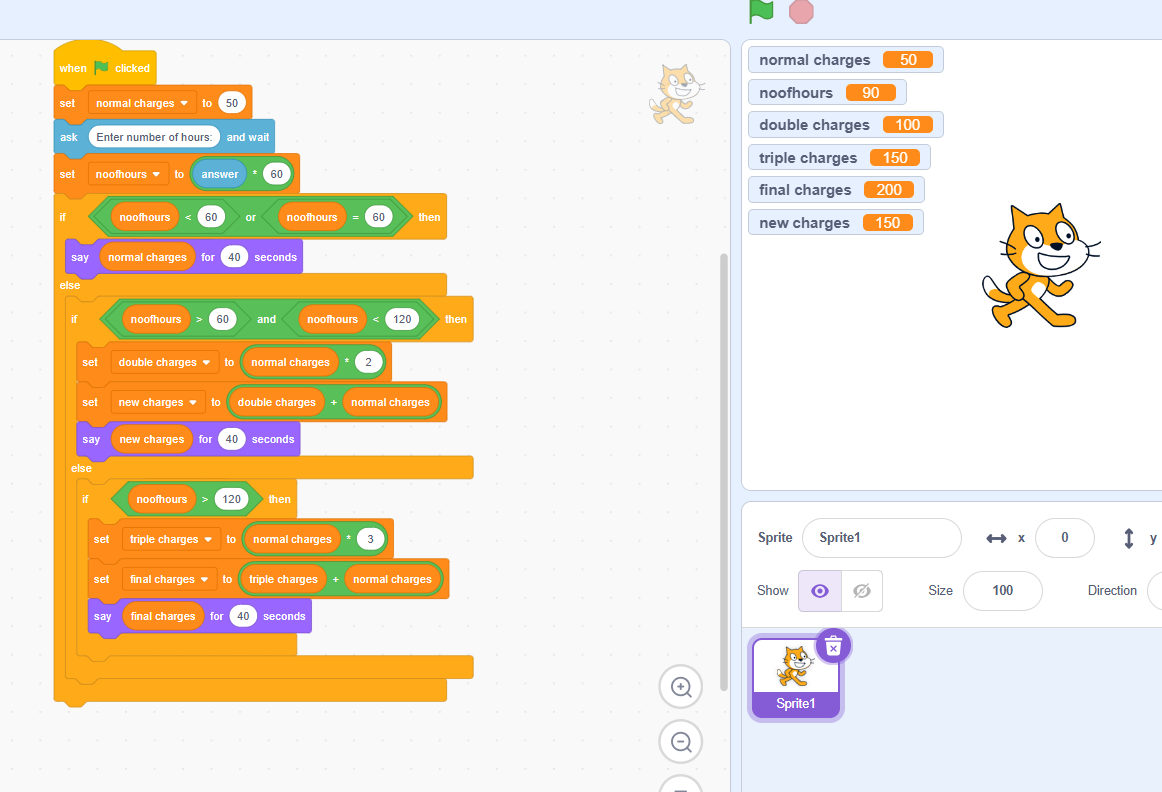 when clicked
set normal charges to 50
ask Enter number of hours: and wait
set noofhours to answer * 60
if noofhours < 60 or noofhours = 60 then
say normal charges for 40 seconds
else
if noofhours > 60 and noofhours < 120 then
set double charges to normal charges * 2
set new charges to double charges + normal charges
say new charges for 40 seconds
else
if noofhours > 120 then
set triple charges to normal charges * 3
set final charges to triple charges + normal charges
say final charges for 40 seconds
normal charges 50
noofhours 90
double charges 100
triple charges 150
final charges 200
new charges 150
Sprite Sprite1 x 0 y
Show Size 100 Direction
Sprite1